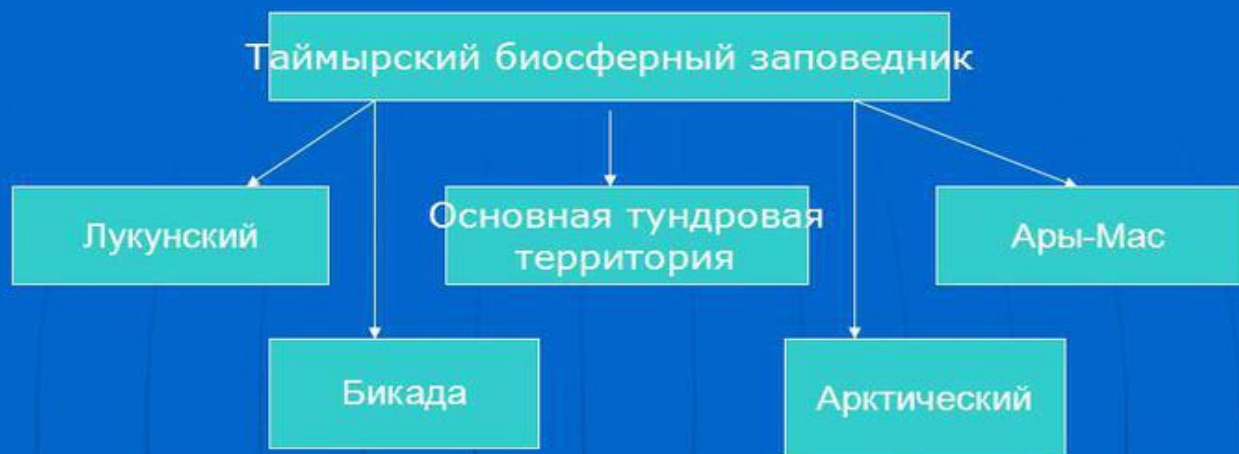 Таймырский биосферный заповедник
Лукунский
Основная тундровая
территория
Ары-Мас
Бикада
Арктический